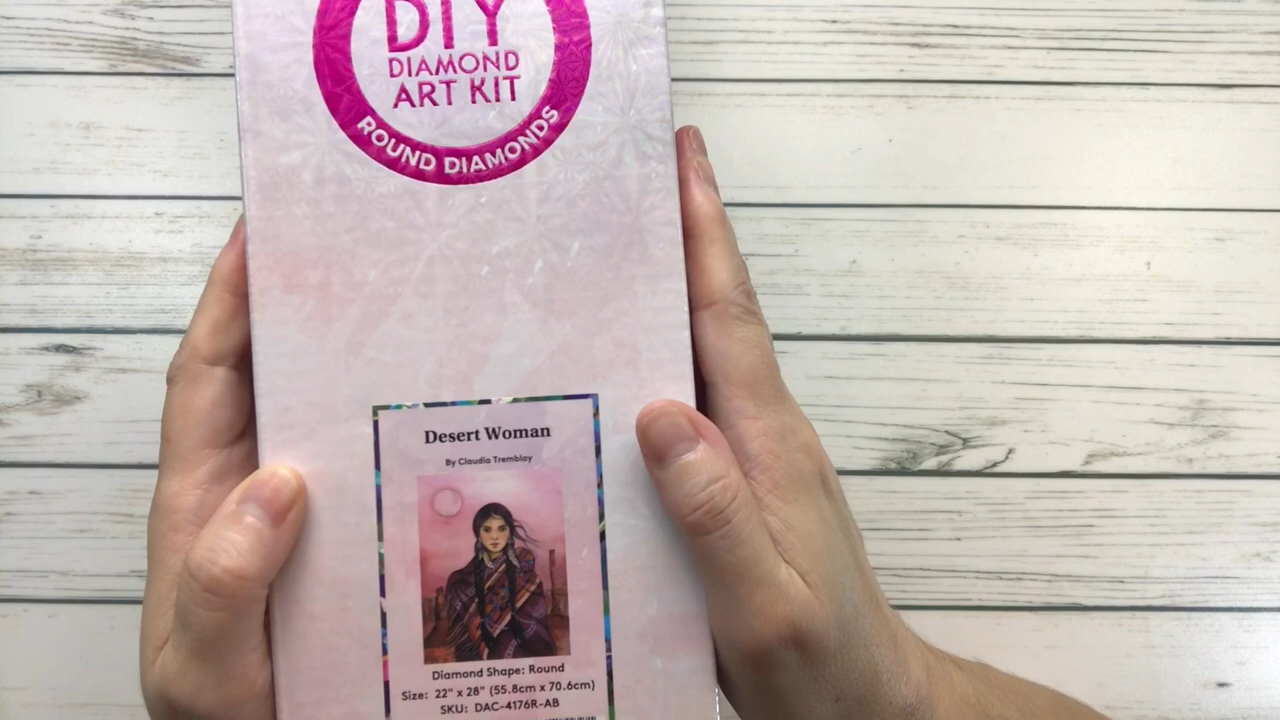 DIY
DIAMOND
ART KIT
ROUND DIAMONDS
Desert Woman
By Claudia Tremblay
Diamond Shape: Round
Size: 22" x 28" (55.8cm x 70.6cm)
SKU: DAC-4176R-AB